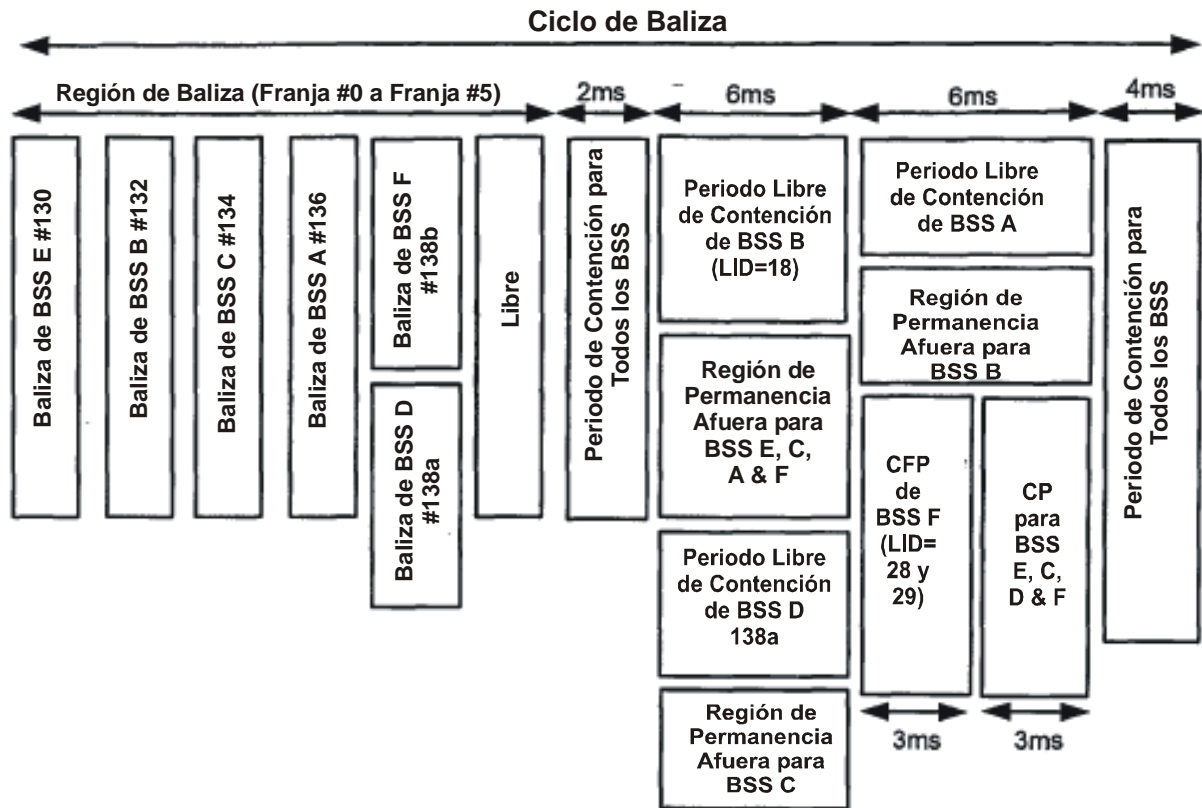 Ciclo de Baliza
Región de Baliza (Franja #0 a Franja #5)
2ms
6ms
6ms
4ms
Baliza de BSS E #130
Baliza de BSS B #132
Baliza de BSS C #134
Baliza de BSS A #136
Baliza de BSS F
#138b
Baliza de BSS D
#138a
Libre
Periodo de Contención para
Todos los BSS
Periodo Libre
de Contención
de BSS B
(LID=18)
Región de
Permanencia
Afuera para
BSS E, C,
A & F
Periodo Libre
de Contención
de BSS D
138a
Región de
Permanencia
Afuera para
BSS C
Periodo Libre
de Contención
de BSS A
Región de
Permanencia
Afuera para
BSS B
CFP
de
BSS F
(LID=
28 y
29)
CP
para
BSS
E, C,
D & F
3ms
3ms
Periodo de Contención para
Todos los BSS